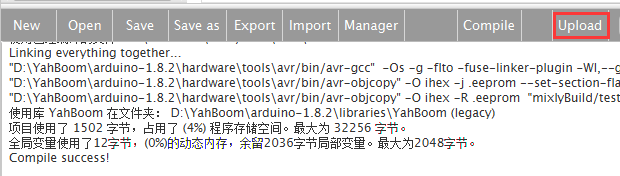 New Open Save Save as Export Import Manager Compile Upload
Linking everything together...
"D:\YahBoom\arduino-1.8.2\hardware\tools\avr/bin/avr-gcc" -Os -g -flto -fuse-linker-plugin -Wl,--g
"D:\YahBoom\arduino-1.8.2\hardware\tools\avr/bin/avr-objcopy" -O ihex -j .eeprom --set-section-fla
"D:\YahBoom\arduino-1.8.2\hardware\tools\avr/bin/avr-objcopy" -O ihex -R .eeprom "mixlyBuild/test
使用库 YahBoom 在文件夹： D:\YahBoom\arduino-1.8.2\libraries\YahBoom (legacy)
项目使用了 1502 字节，占用了 (4%) 程序存储空间。最大为 32256 字节。
全局变量使用了12字节，(0%)的动态内存，余留2036字节局部变量。最大为2048字节。
Compile success!